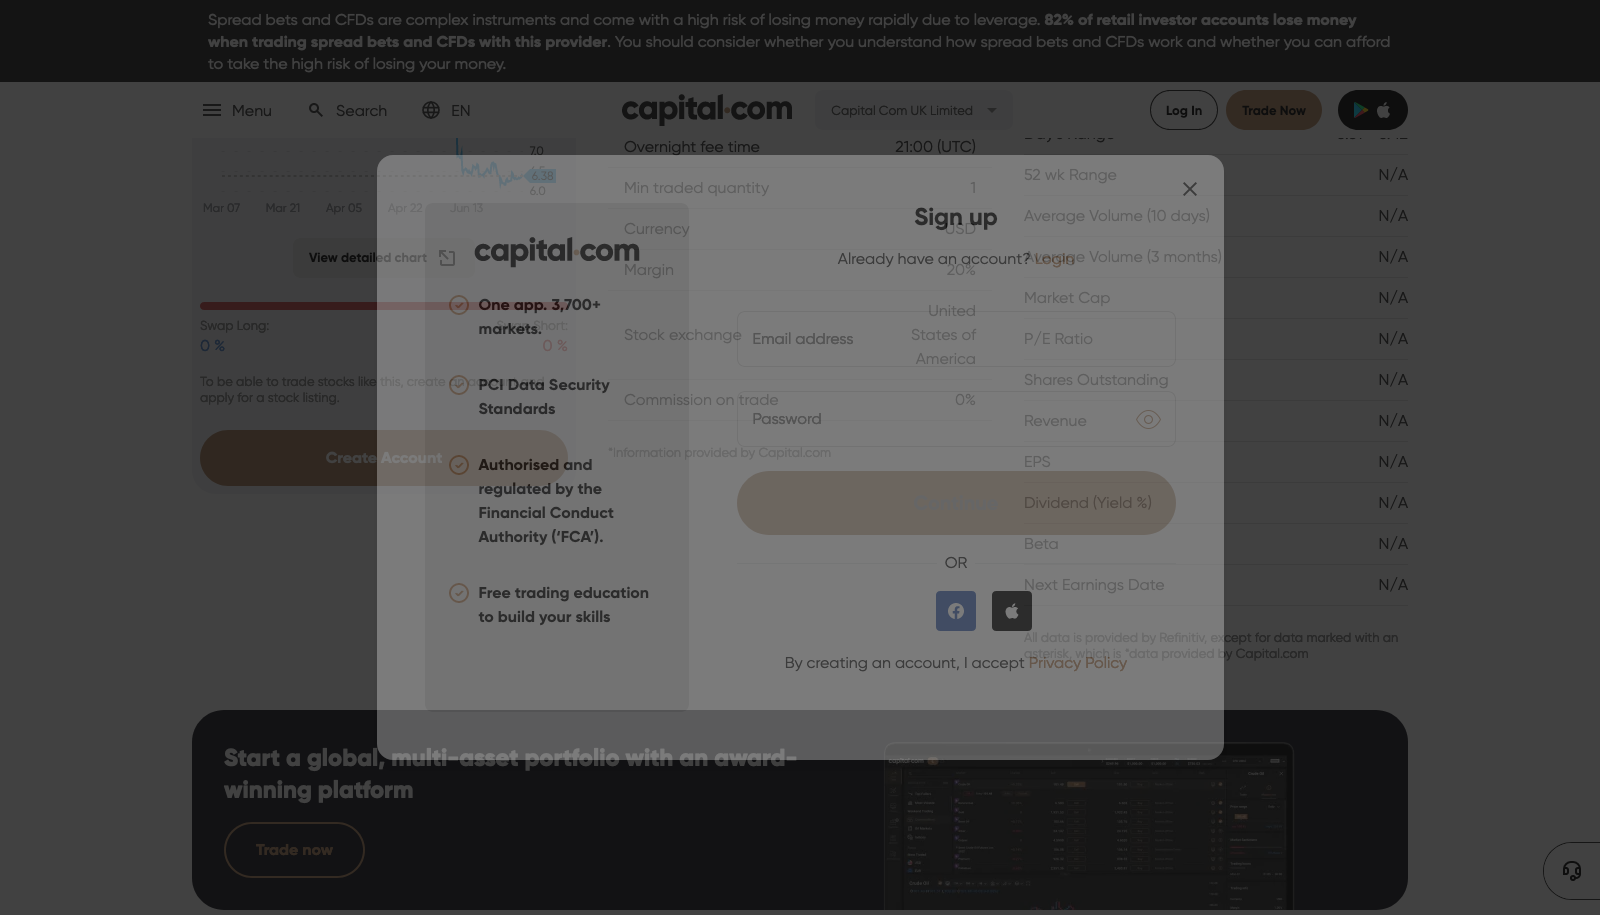 Spread bets and CFDs are complex instruments and come with a high risk of losing money rapidly due to leverage. 82% of retail investor accounts lose money
when trading spread bets and CFDs with this provider. You should consider whether you understand how spread bets and CFDs work and whether you can afford
to take the high risk of losing your money.
Menu
Search
EN
capital.com
Capital Com UK Limited
Log In
Trade Now
7.0
6.38
6.0
Mar 07
Mar 21
Apr 05
Apr 22
Jun 13
View detailed chart
Swap Long:
Swap Short:
0 %
0 %
To be able to trade stocks like this, create
apply for a stock listing.
Create Account
Overnight fee time
21:00 (UTC)
Min traded quantity
1
Currency
USD
Margin
20%
Stock exchange
United
States of
America
Commission on trade
0%
*Information provided by Capital.com
52 wk Range
N/A
Average Volume (10 days)
N/A
Average Volume (3 months)
N/A
Market Cap
N/A
P/E Ratio
N/A
Shares Outstanding
N/A
Revenue
N/A
EPS
N/A
Dividend (Yield %)
N/A
Beta
N/A
Next Earnings Date
N/A
All data is provided by Refinitiv, except for data marked with an
asterisk, which is *data provided by Capital.com
capital.com
One app. 3,700+
markets.
PCI Data Security
Standards
Authorised and
regulated by the
Financial Conduct
Authority (‘FCA’).
Free trading education
to build your skills
Sign up
Already have an account? Login
Email address
Password
OR
By creating an account, I accept Privacy Policy
Start a global, multi-asset portfolio with an award-
winning platform
Trade now
capital.com